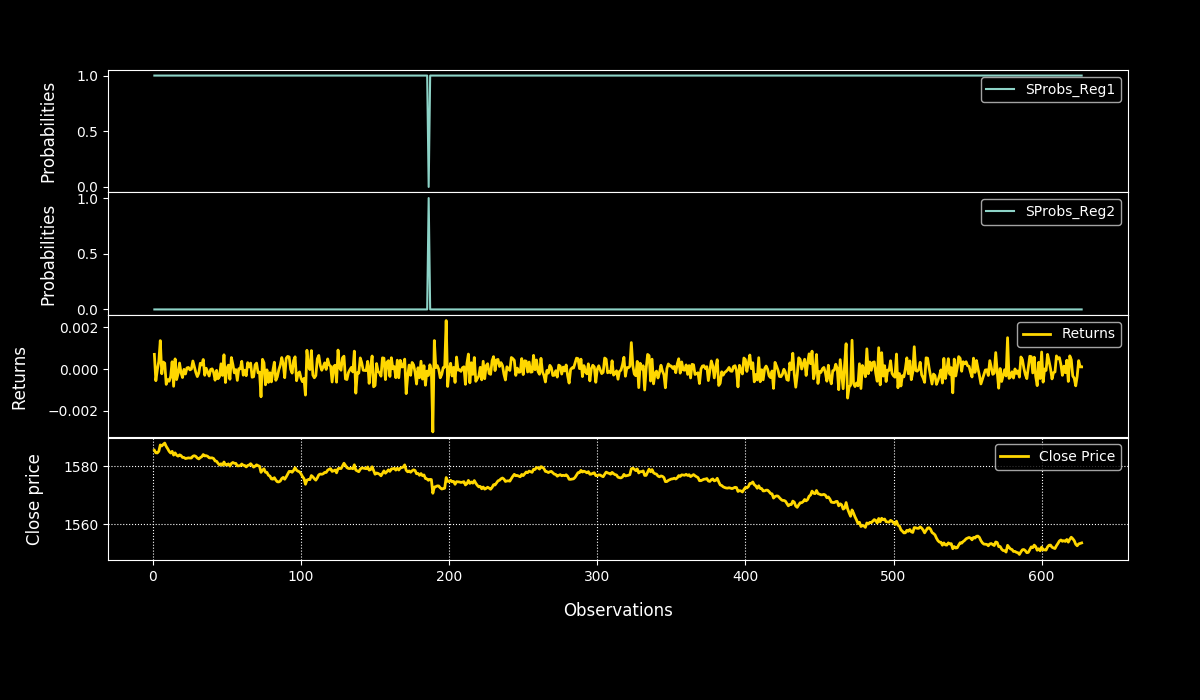 1.0
0.5
0.0
Probabilities
SProbs_Reg1
1.0
0.5
0.0
Probabilities
SProbs_Reg2
0.002
0.000
−0.002
Returns
Returns
1580
1560
Close price
Close Price
0 100 200 300 400 500 600
Observations